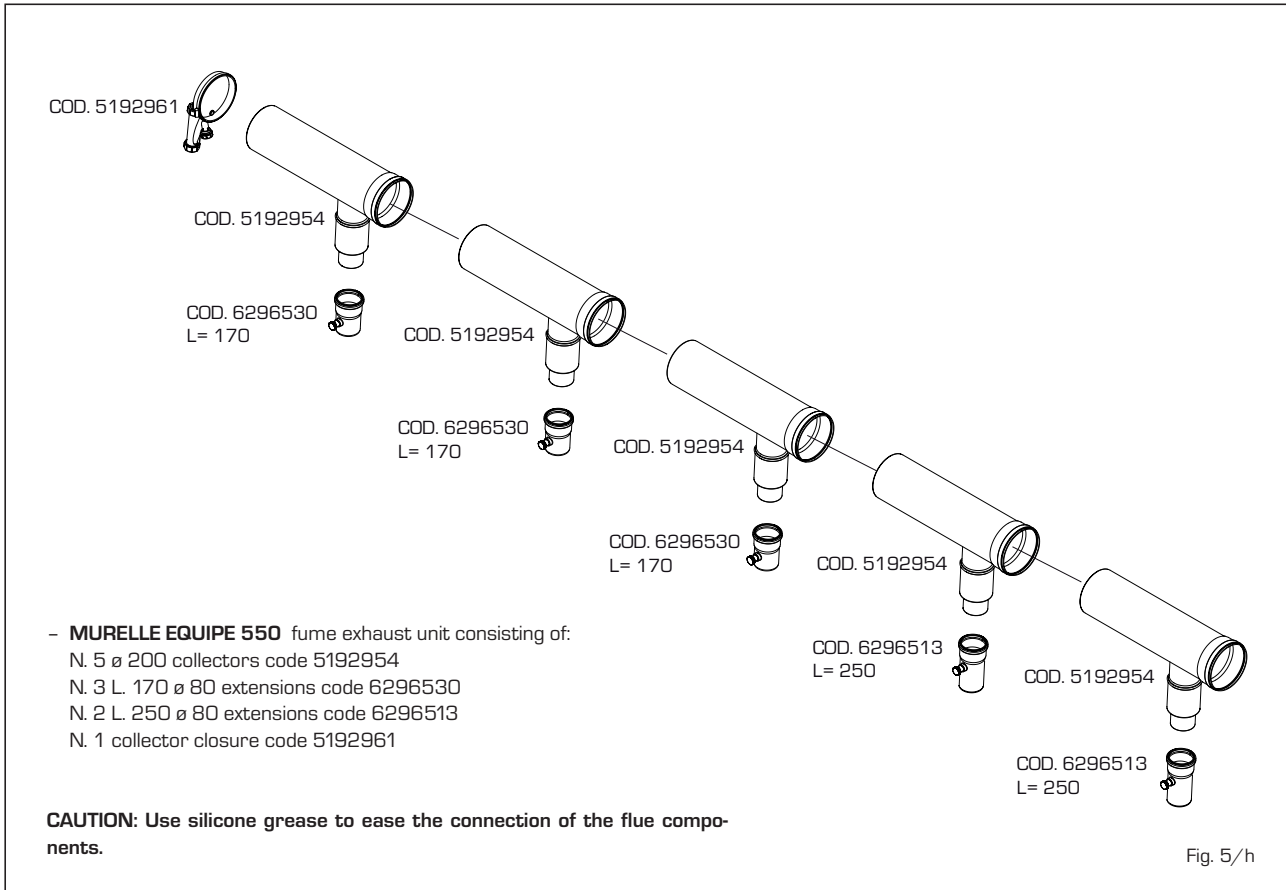 COD. 5192961
COD. 5192954
COD. 6296530
L= 170
COD. 5192954
COD. 6296530
L= 170
COD. 5192954
COD. 6296530
L= 170
COD. 5192954
COD. 6296513
L= 250
COD. 5192954
COD. 6296513
L= 250
– MURELLE EQUIPE 550 fume exhaust unit consisting of:
N. 5 ø 200 collectors code 5192954
N. 3 L. 170 ø 80 extensions code 6296530
N. 2 L. 250 ø 80 extensions code 6296513
N. 1 collector closure code 5192961
CAUTION: Use silicone grease to ease the connection of the flue compo-
nents.
Fig. 5/h